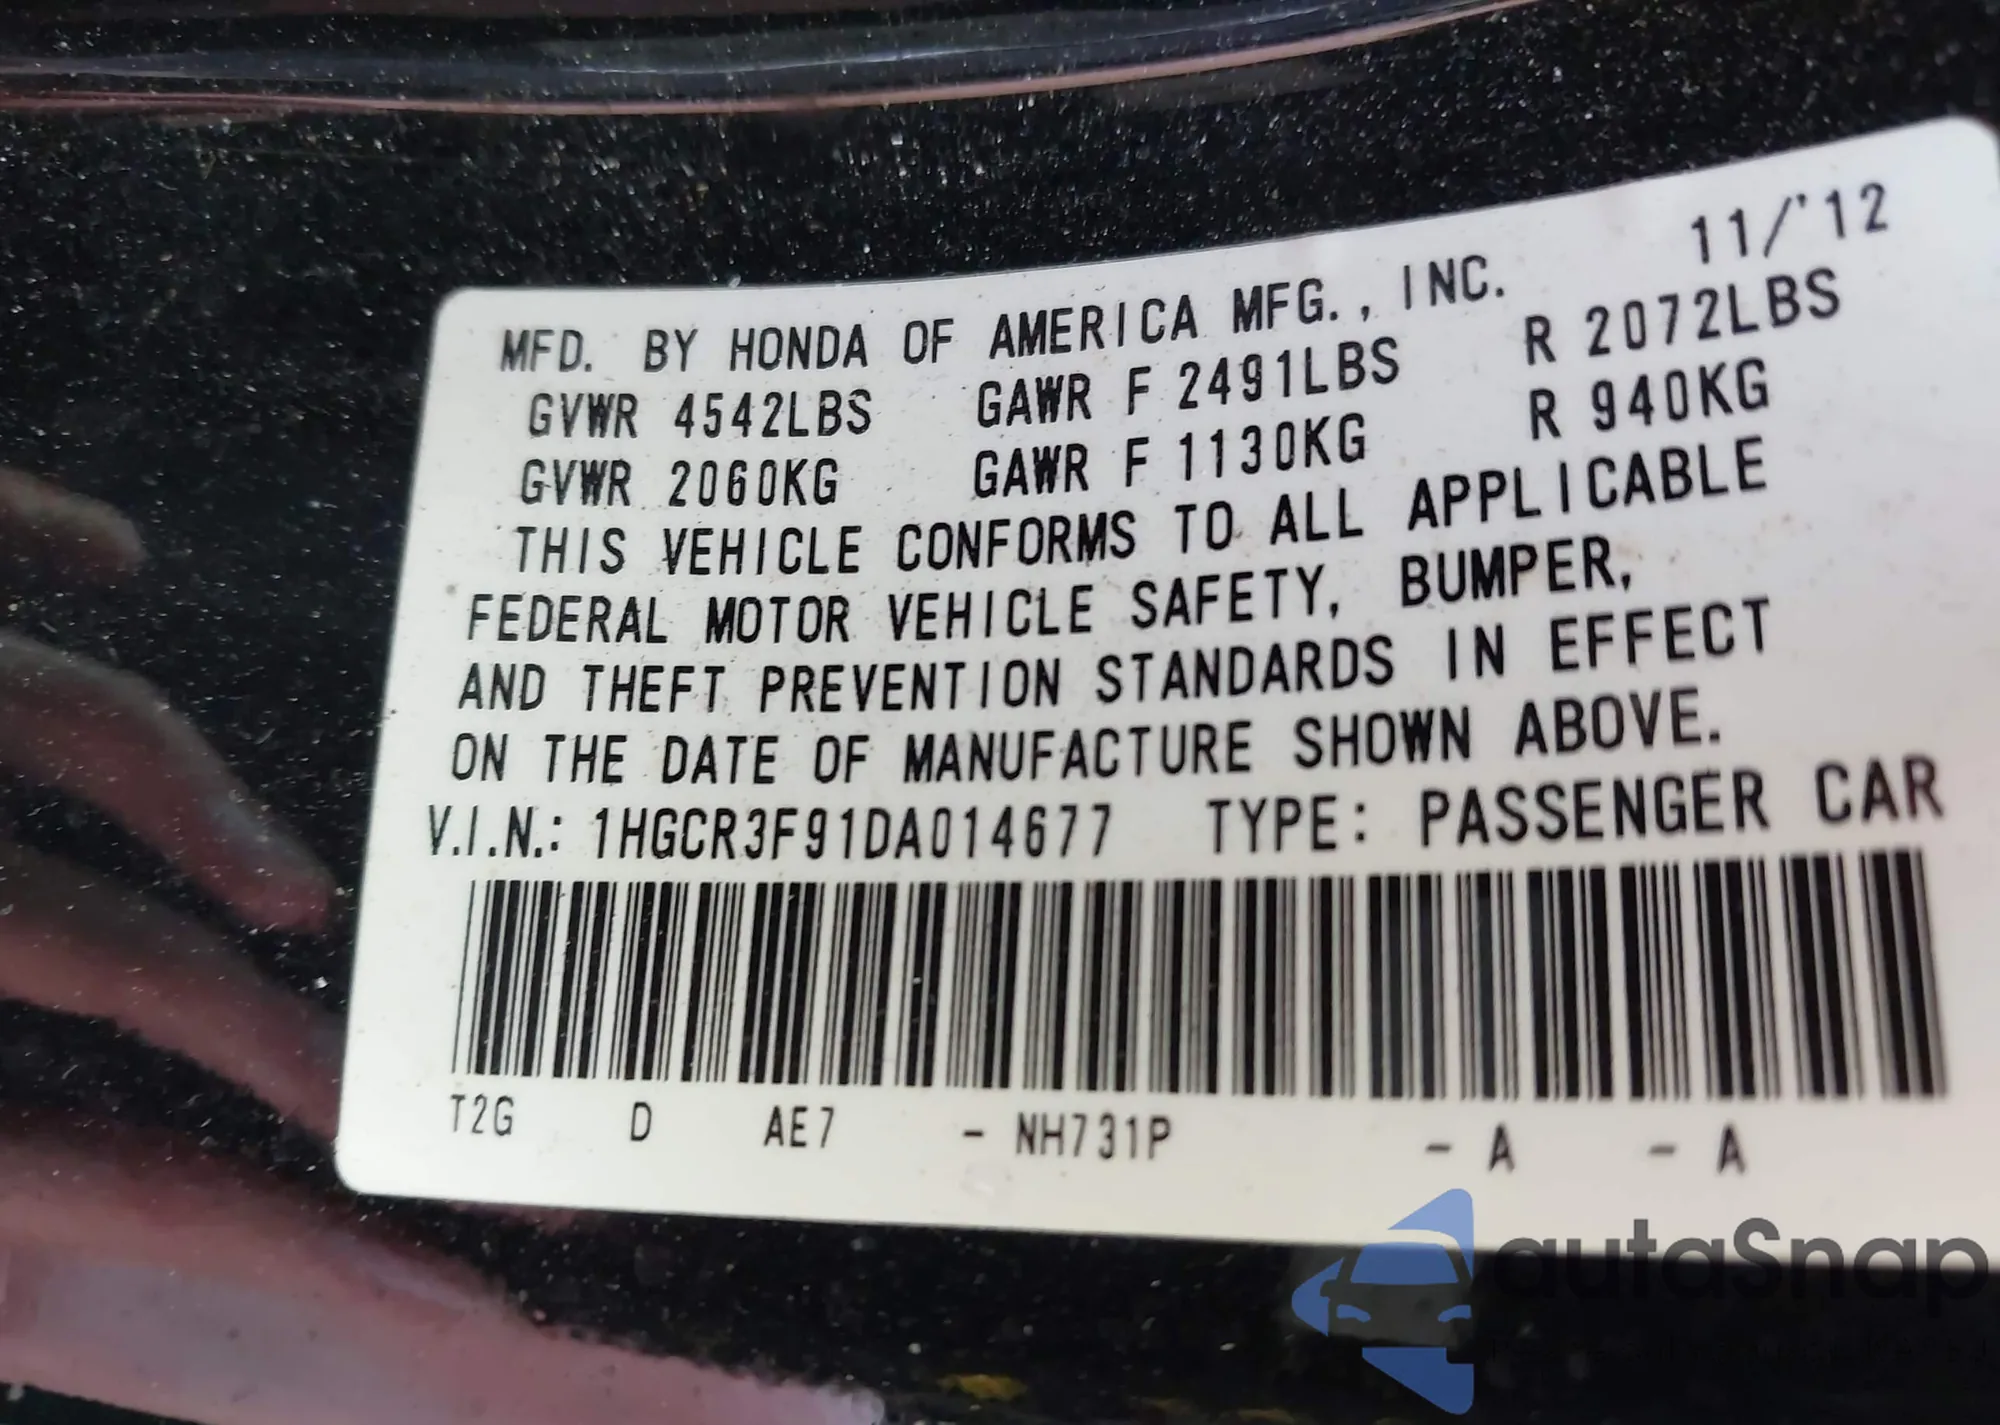 11/'12
MFD. BY HONDA OF AMERICA MFG., INC.
GVWR 4542LBS GAWR F 2491LBS R 2072LBS
GVWR 2060KG GAWR F 1130KG R 940KG
THIS VEHICLE CONFORMS TO ALL APPLICABLE
FEDERAL MOTOR VEHICLE SAFETY, BUMPER,
AND THEFT PREVENTION STANDARDS IN EFFECT
ON THE DATE OF MANUFACTURE SHOWN ABOVE.
V.I.N.: 1HGCR3F91DA014677 TYPE: PASSENGER CAR
T2G D AE7 - NH731P - A - A
autaSnap